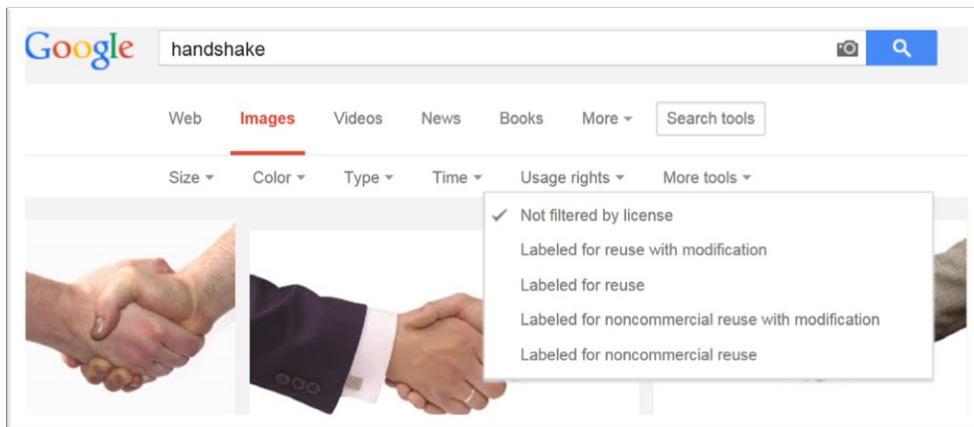 Google handshake
Web Images Videos News Books More Search tools
Size Color Type Time Usage rights More tools
Not filtered by license
Labeled for reuse with modification
Labeled for reuse
Labeled for noncommercial reuse with modification
Labeled for noncommercial reuse